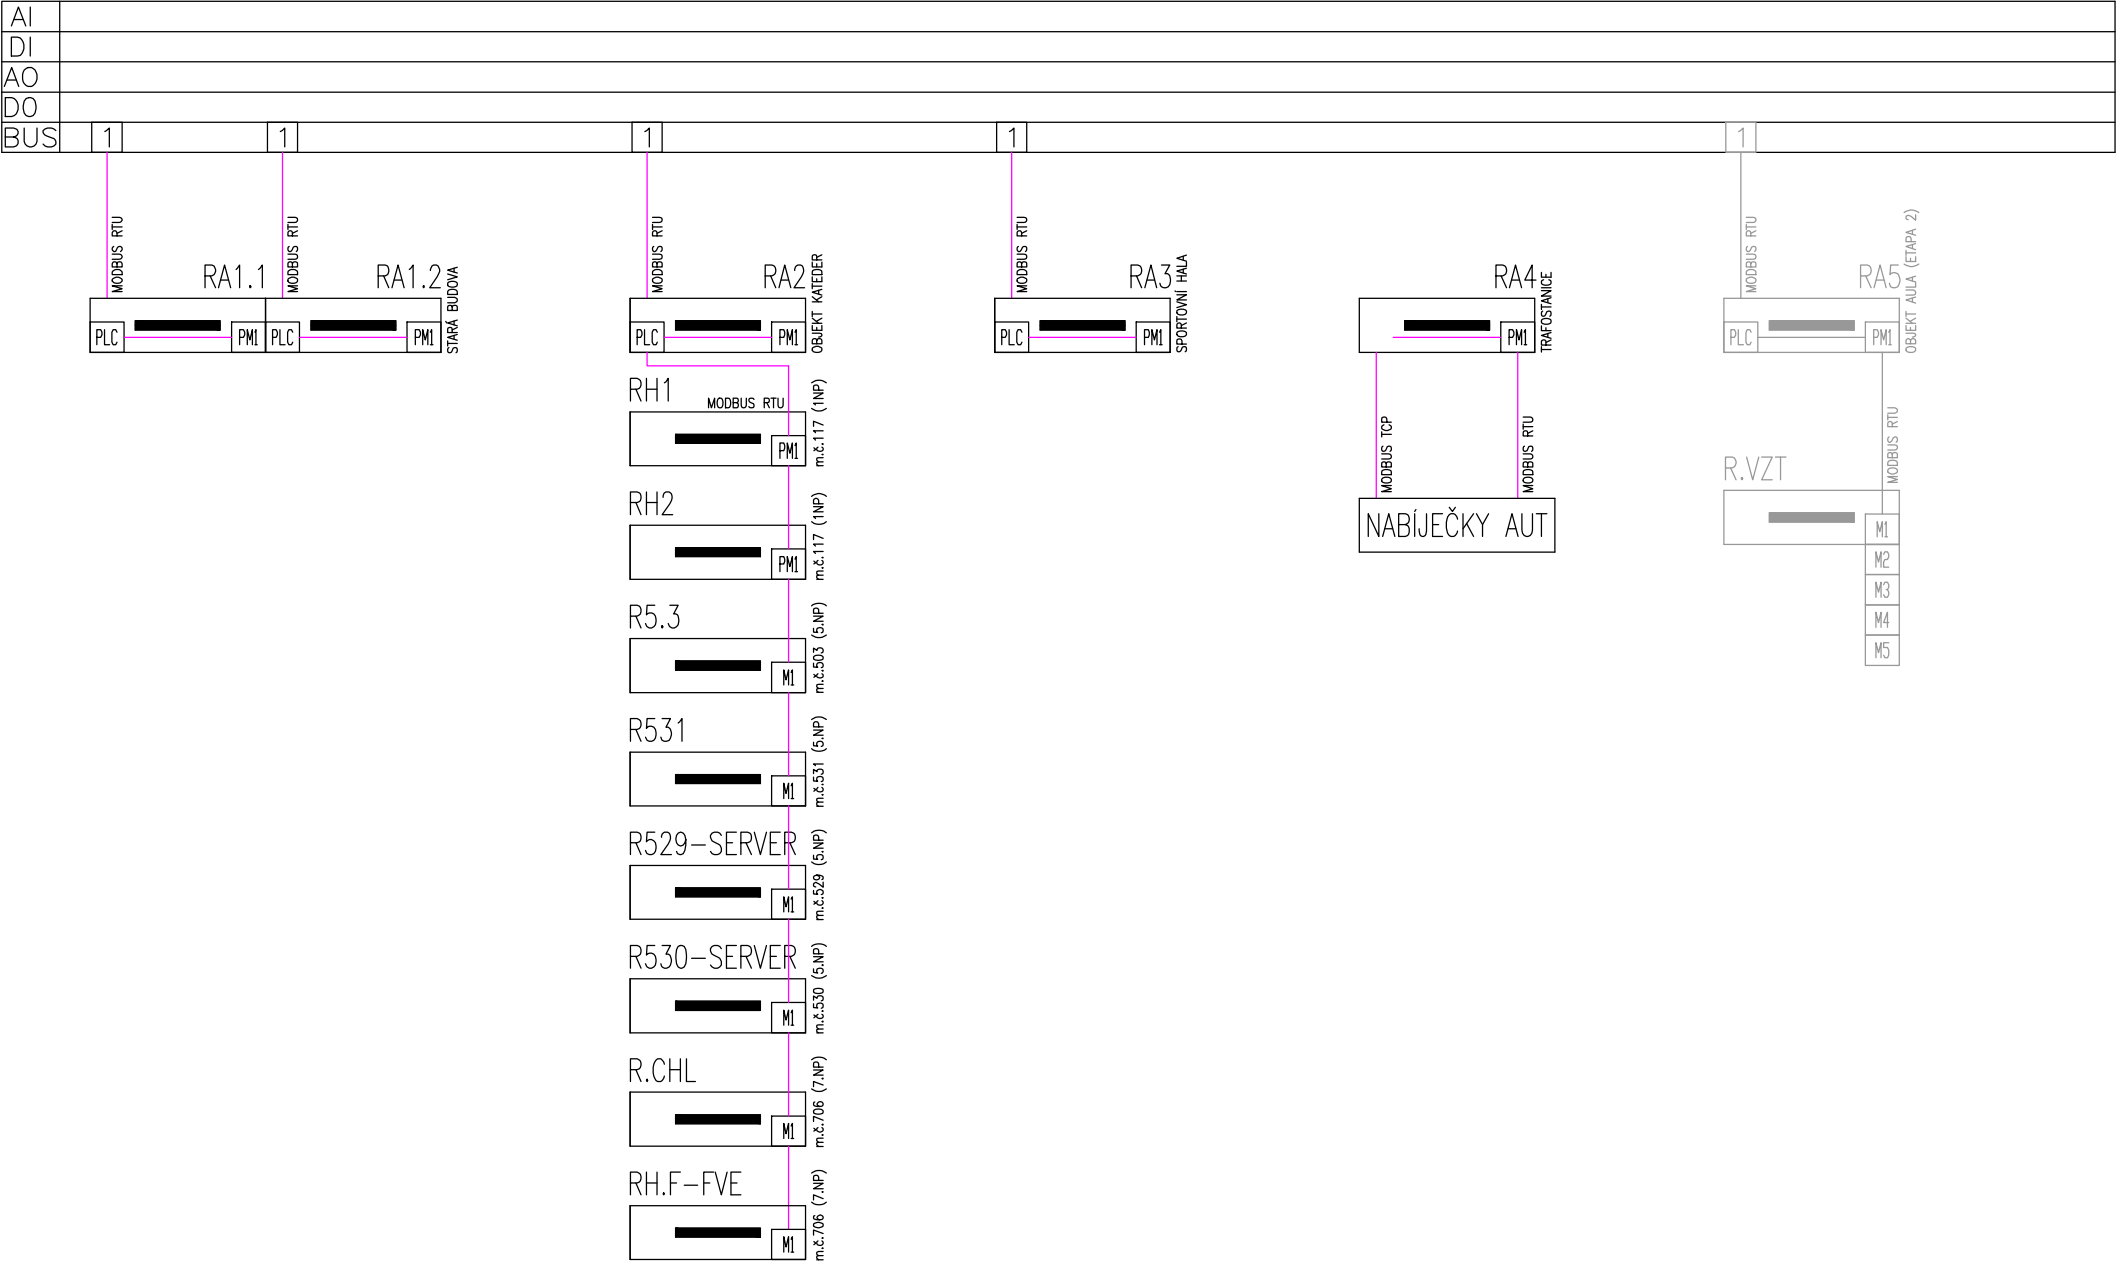 AI
DI
AO
DO
BUS 1 1 1 1 1
MODBUS RTU
MODBUS RTU
MODBUS RTU
MODBUS RTU
MODBUS RTU
RA1.1
PLC PM1
RA1.2
PLC PM1
STARÁ BUDOVA
RA2
PLC PM1
OBJEKT KATEDER
RA3
PLC PM1
SPORTOVNÍ HALA
RA4
PM1
TRAFOSTANICE
RA5
PLC PM1
OBJEKT AULA (ETAPA 2)
RH1
MODBUS RTU
PM1
m.č.117 (1NP)
RH2
PM1
m.č.117 (1NP)
R5.3
M1
m.č.503 (5.NP)
R531
M1
m.č.531 (5.NP)
R529-SERVER
M1
m.č.529 (5.NP)
R530-SERVER
M1
m.č.530 (5.NP)
R.CHL
M1
m.č.706 (7.NP)
RH.F-FVE
M1
m.č.706 (7.NP)
MODBUS TCP
MODBUS RTU
NABÍJEČKY AUT
MODBUS RTU
R.VZT
M1
M2
M3
M4
M5